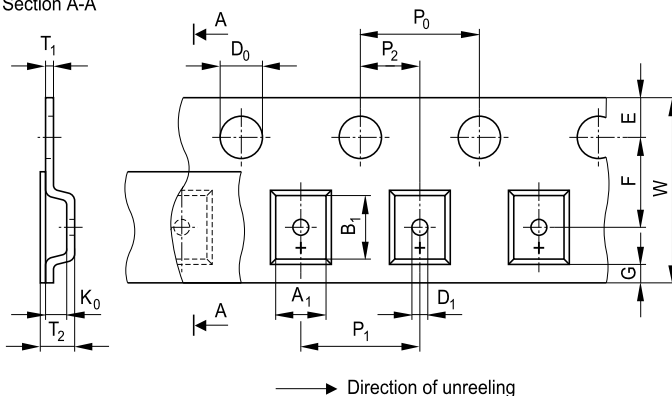 Section A-A
A
P0
T1
D0
P2
E
F
W
B1
G
K0
A1
D1
T2
A
P1
Direction of unreeling